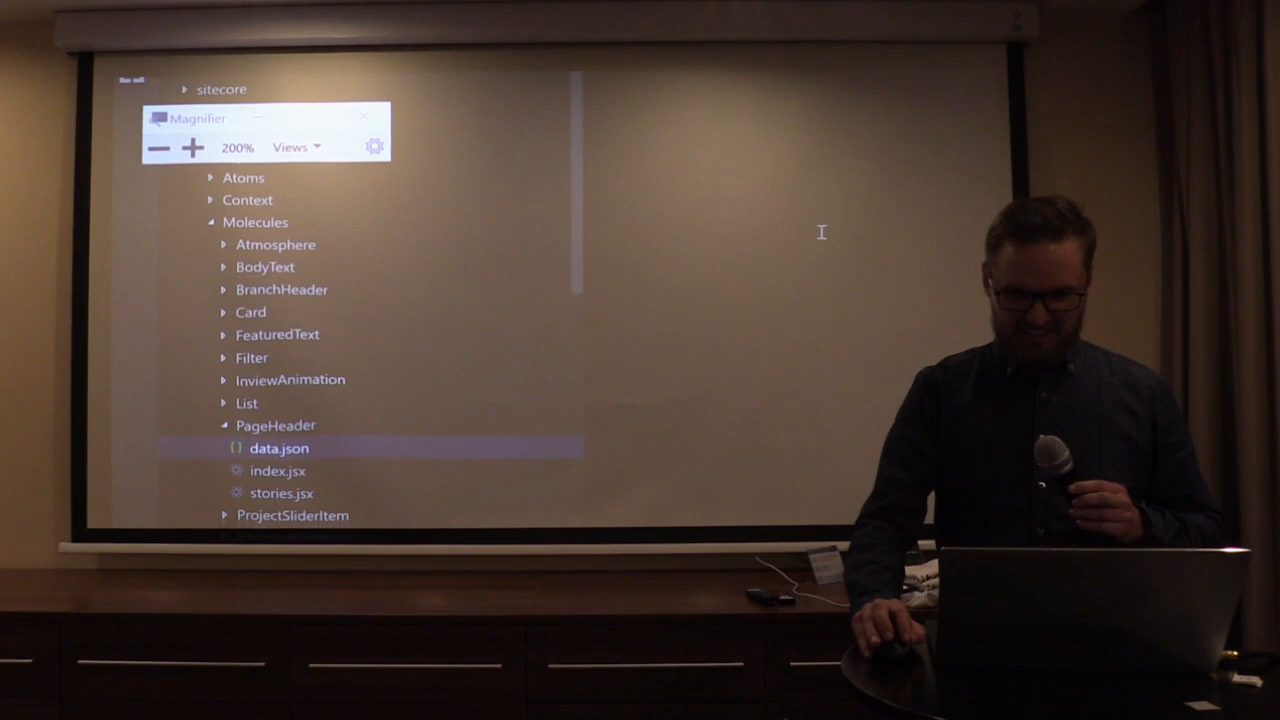 sitecore
Magnifier
200% Views
Atoms
Context
Molecules
Atmosphere
BodyText
BranchHeader
Card
FeaturedText
Filter
InviewAnimation
List
PageHeader
{} data.json
index.jsx
stories.jsx
ProjectSliderItem